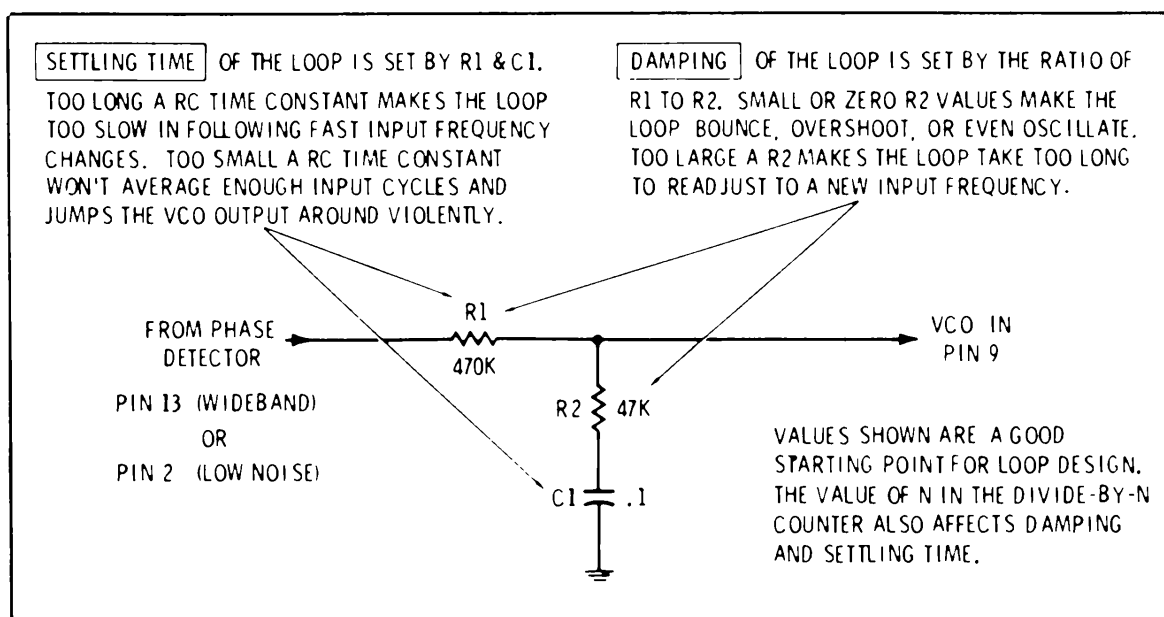 SETTLING TIME OF THE LOOP IS SET BY R1 & C1.
TOO LONG A RC TIME CONSTANT MAKES THE LOOP
TOO SLOW IN FOLLOWING FAST INPUT FREQUENCY
CHANGES. TOO SMALL A RC TIME CONSTANT
WON'T AVERAGE ENOUGH INPUT CYCLES AND
JUMPS THE VCO OUTPUT AROUND VIOLENTLY.
DAMPING OF THE LOOP IS SET BY THE RATIO OF
R1 TO R2. SMALL OR ZERO R2 VALUES MAKE THE
LOOP BOUNCE, OVERSHOOT, OR EVEN OSCILLATE.
TOO LARGE A R2 MAKES THE LOOP TAKE TOO LONG
TO READJUST TO A NEW INPUT FREQUENCY.
FROM PHASE
DETECTOR
PIN 13 (WIDEBAND)
OR
PIN 2 (LOW NOISE)
R1
470K
R2 47K
C1 .1
VCO IN
PIN 9
VALUES SHOWN ARE A GOOD
STARTING POINT FOR LOOP DESIGN.
THE VALUE OF N IN THE DIVIDE-BY-N
COUNTER ALSO AFFECTS DAMPING
AND SETTLING TIME.